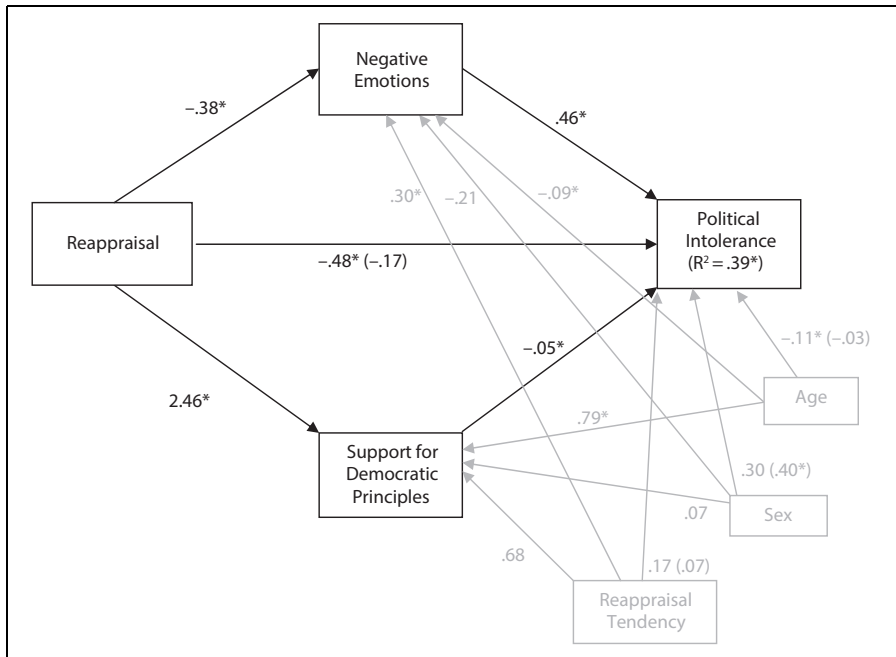 Negative
Emotions
–.38*
.46*
.30*
–.21
–.09*
Reappraisal
Political
Intolerance
(R² = .39*)
–.48* (–.17)
–.05*
–.11* (–.03)
2.46*
.79*
Age
Support for
Democratic
Principles
.30 (.40*)
.07
Sex
.68
.17 (.07)
Reappraisal
Tendency